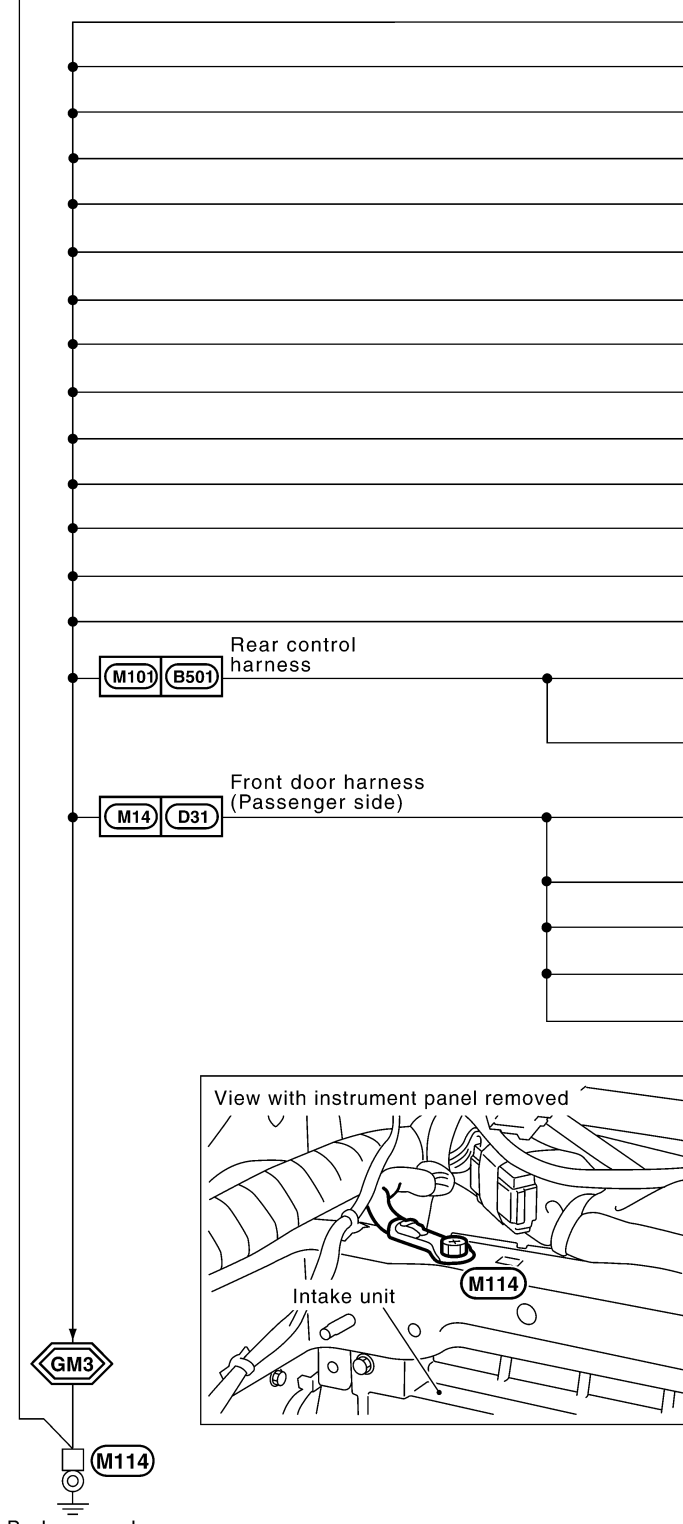 Rear control
harness
M101 B501
Front door harness
(Passenger side)
M14 D31
View with instrument panel removed
M114
Intake unit
GM3
M114